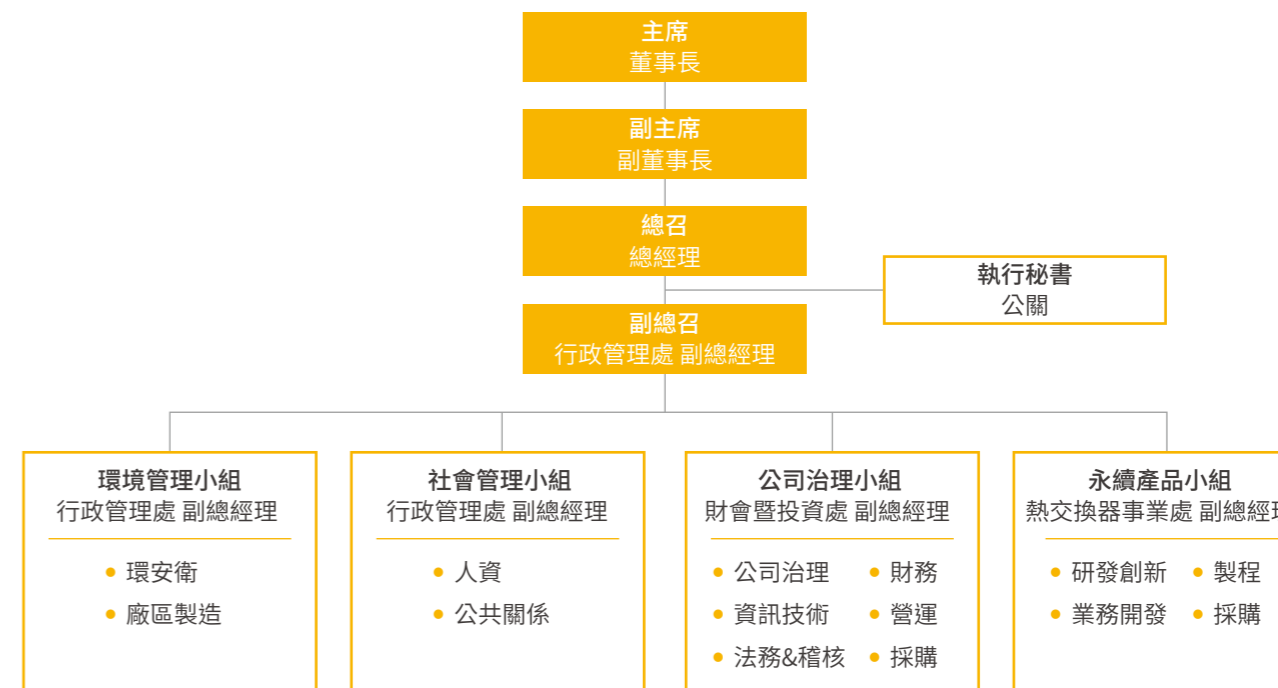 主席
董事長
副主席
副董事長
總召
總經理
執行秘書
公關
副總召
行政管理處 副總經理
環境管理小組
行政管理處 副總經理
• 環安衛
• 廠區製造
社會管理小組
行政管理處 副總經理
• 人資
• 公共關係
公司治理小組
財會暨投資處 副總經理
• 公司治理 • 財務
• 資訊技術 • 營運
• 法務&稽核 • 採購
永續產品小組
熱交換器事業處 副總經理
• 研發創新 • 製程
• 業務開發 • 採購